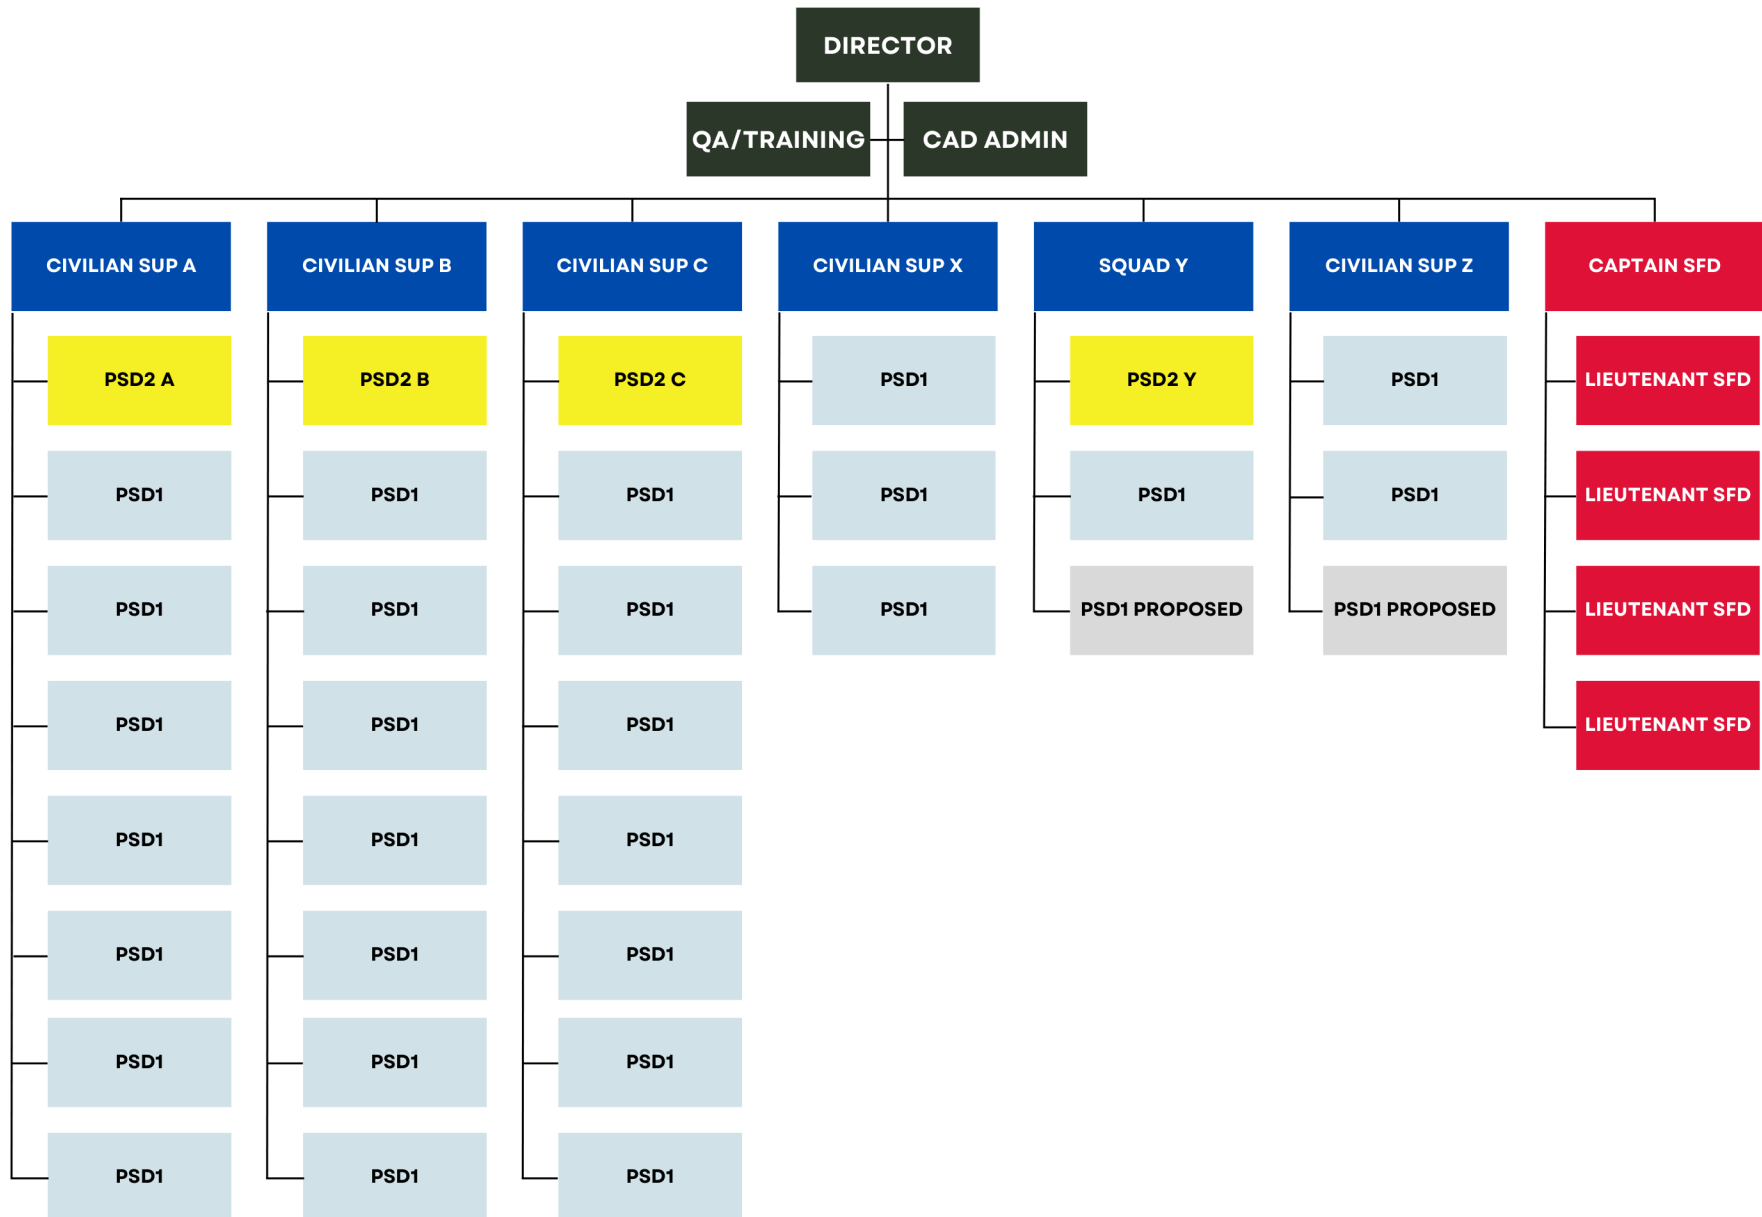 DIRECTOR
QA/TRAINING
CAD ADMIN
CIVILIAN SUP A
CIVILIAN SUP B
CIVILIAN SUP C
CIVILIAN SUP X
SQUAD Y
CIVILIAN SUP Z
CAPTAIN SFD
PSD2 A
PSD2 B
PSD2 C
PSD1
PSD2 Y
PSD1
LIEUTENANT SFD
PSD1
PSD1
PSD1
PSD1
PSD1
PSD1
LIEUTENANT SFD
PSD1
PSD1
PSD1
PSD1
PSD1 PROPOSED
PSD1 PROPOSED
LIEUTENANT SFD
PSD1
PSD1
PSD1
LIEUTENANT SFD
PSD1
PSD1
PSD1
PSD1
PSD1
PSD1
PSD1
PSD1
PSD1
PSD1
PSD1
PSD1